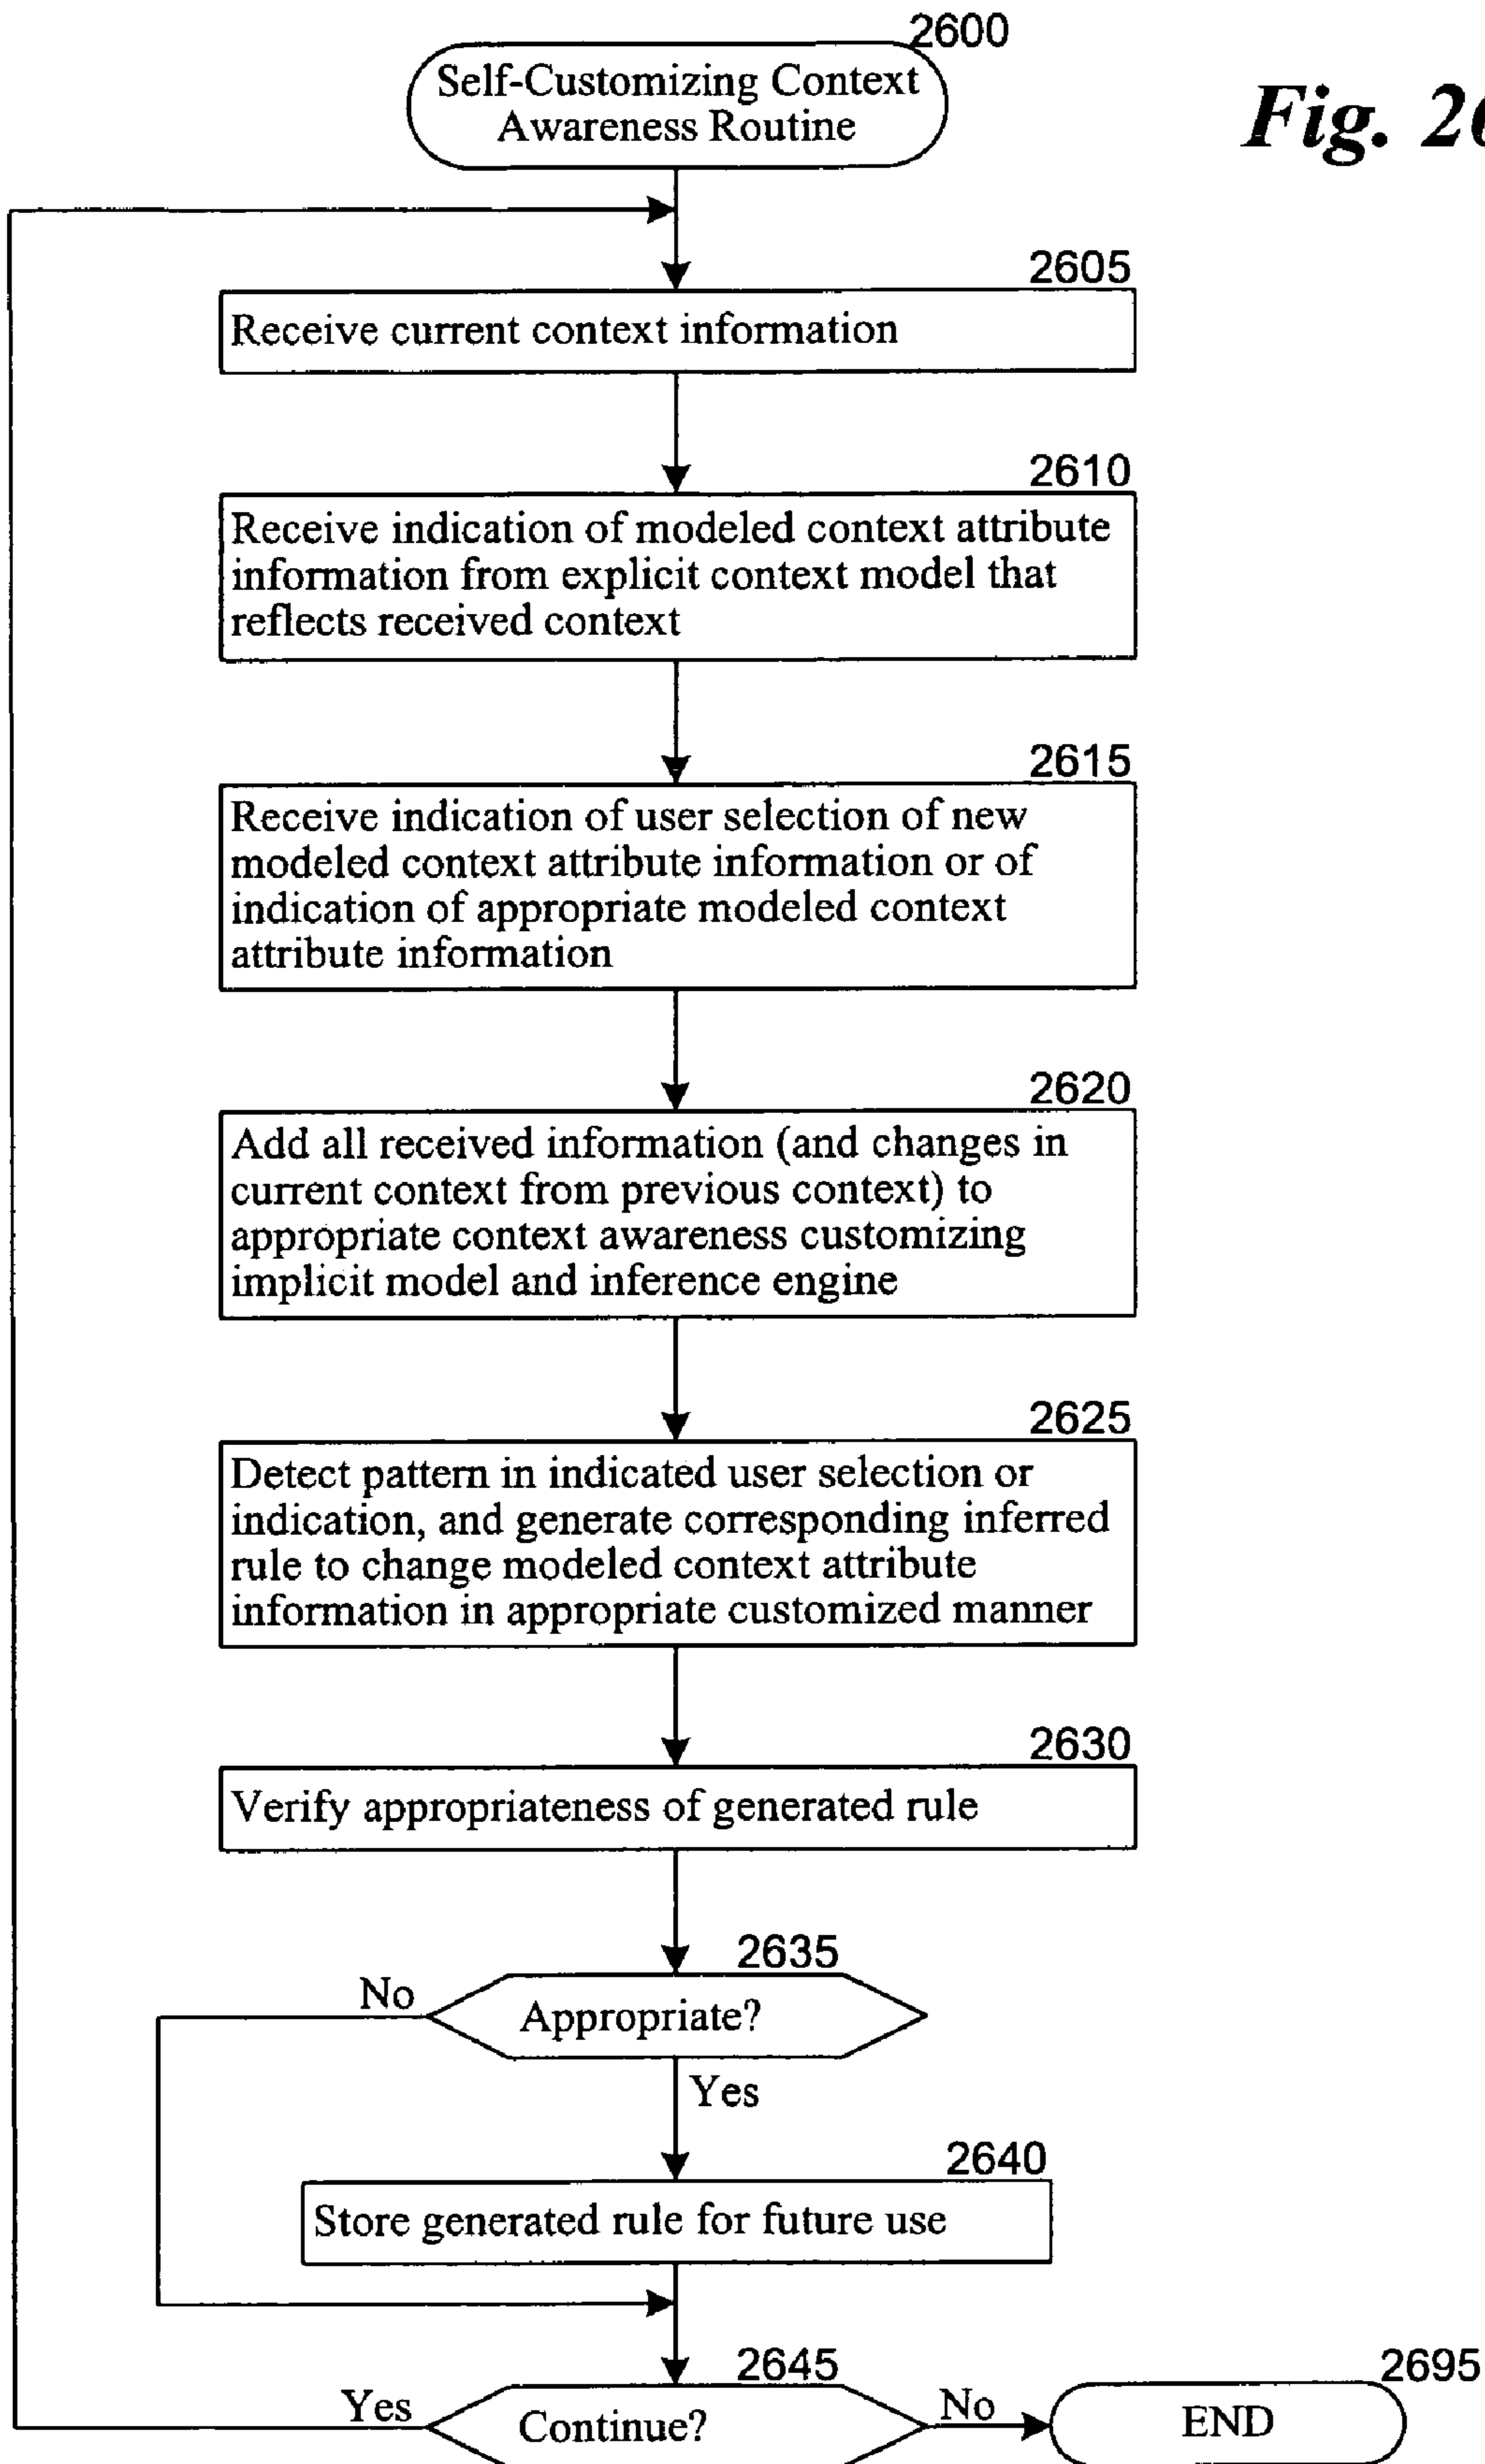 2600
Self-Customizing Context
Awareness Routine
Fig. 26
2605
Receive current context information
2610
Receive indication of modeled context attribute
information from explicit context model that
reflects received context
2615
Receive indication of user selection of new
modeled context attribute information or of
indication of appropriate modeled context
attribute information
2620
Add all received information (and changes in
current context from previous context) to
appropriate context awareness customizing
implicit model and inference engine
2625
Detect pattern in indicated user selection or
indication, and generate corresponding inferred
rule to change modeled context attribute
information in appropriate customized manner
2630
Verify appropriateness of generated rule
2635
No
Appropriate?
Yes
2640
Store generated rule for future use
2645
2695
Yes
Continue?
No
END